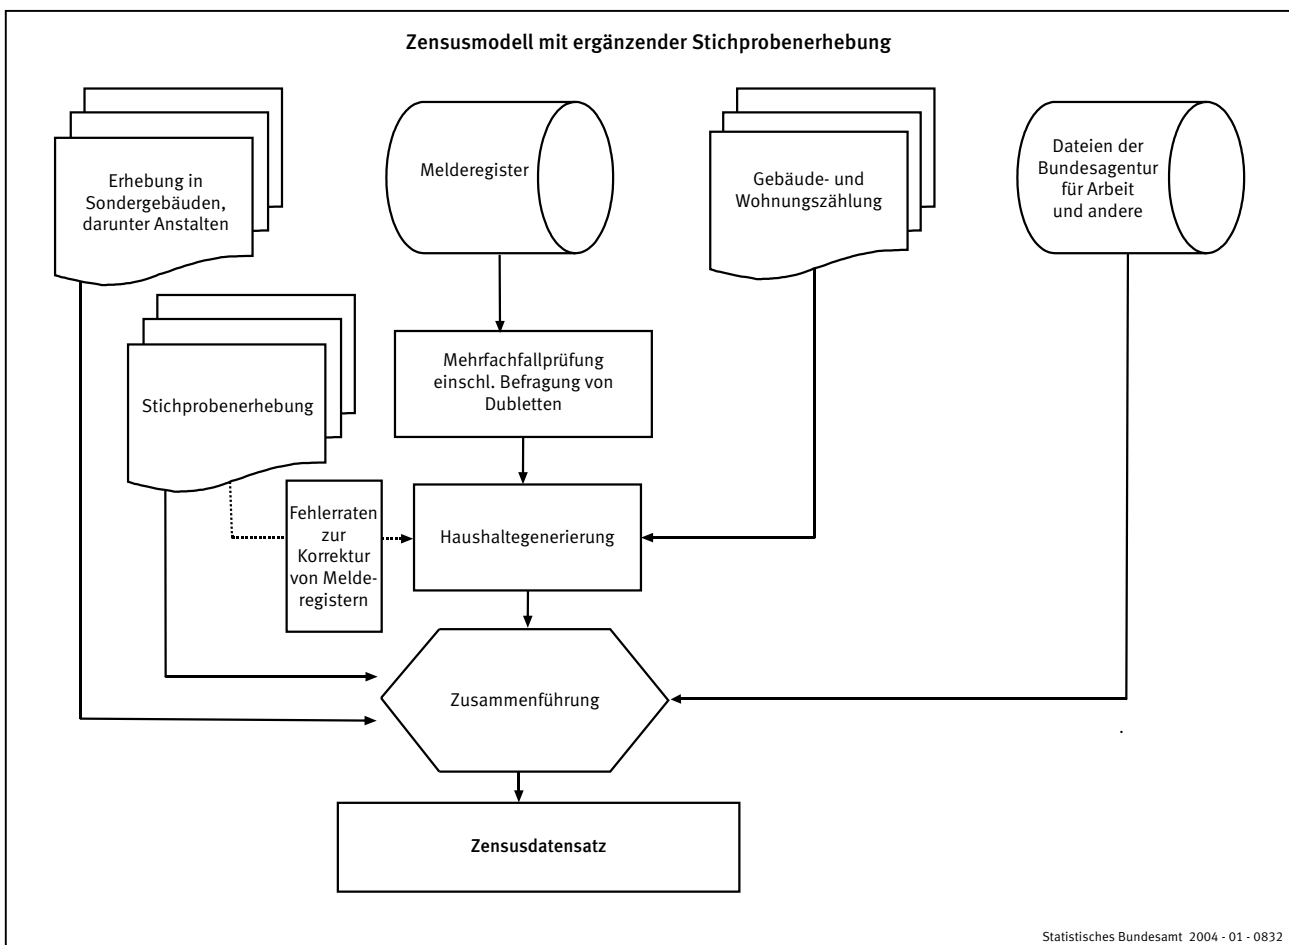 Zensusmodell mit ergänzender Stichprobenerhebung
Erhebung in
Sondergebäuden,
darunter Anstalten
Melderegister
Gebäude- und
Wohnungszählung
Dateien der
Bundesagentur
für Arbeit
und andere
Stichprobenerhebung
Mehrfachfallprüfung
einschl. Befragung von
Dubletten
Fehlerraten
zur
Korrektur
von Melde-
registern
Haushaltegenerierung
Zusammenführung
Zensusdatensatz
Statistisches Bundesamt 2004 - 01 - 0832